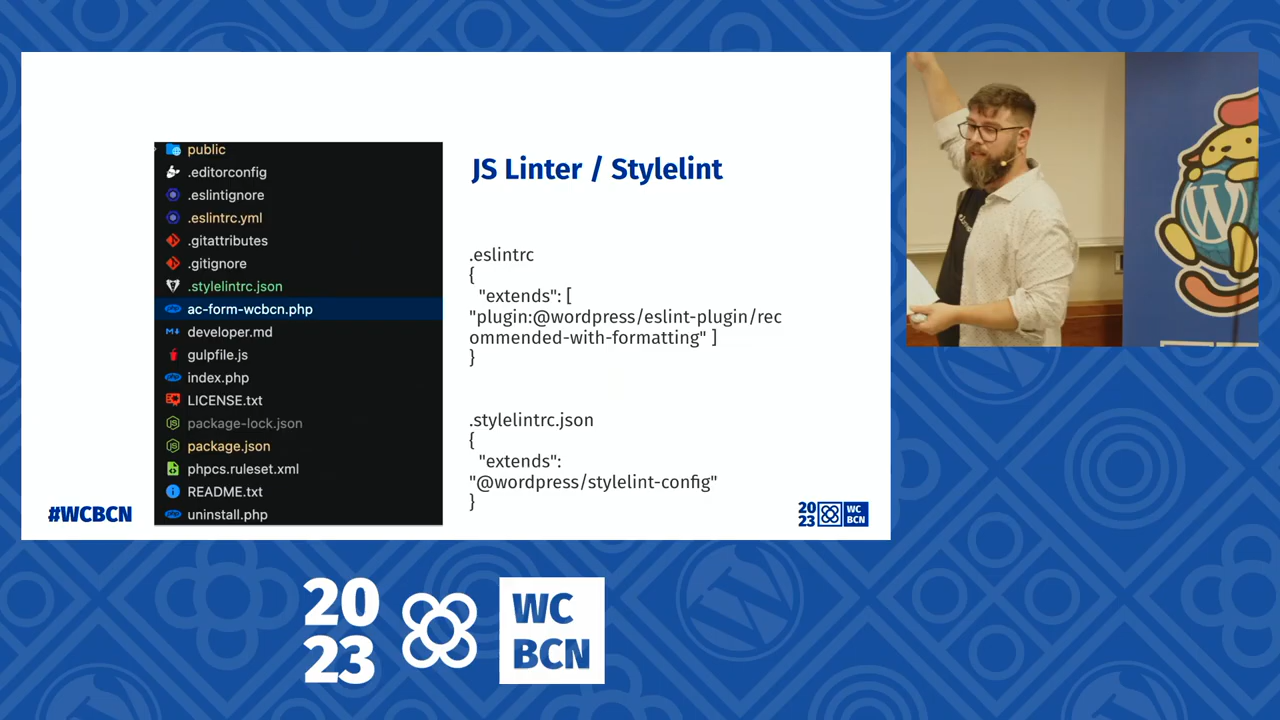 public
.editorconfig
.eslintignore
.eslintrc.yml
.gitattributes
.gitignore
.stylelintrc.json
ac-form-wcbcn.php
developer.md
gulpfile.js
index.php
LICENSE.txt
package-lock.json
package.json
phpcs.ruleset.xml
README.txt
uninstall.php
JS Linter / Stylelint
.eslintrc
{
"extends": [
"plugin:@wordpress/eslint-plugin/rec
ommended-with-formatting" ]
}
.stylelintrc.json
{
"extends":
"@wordpress/stylelint-config"
}
#WCBCN
20
23
WC
BCN
20
23
WC
BCN